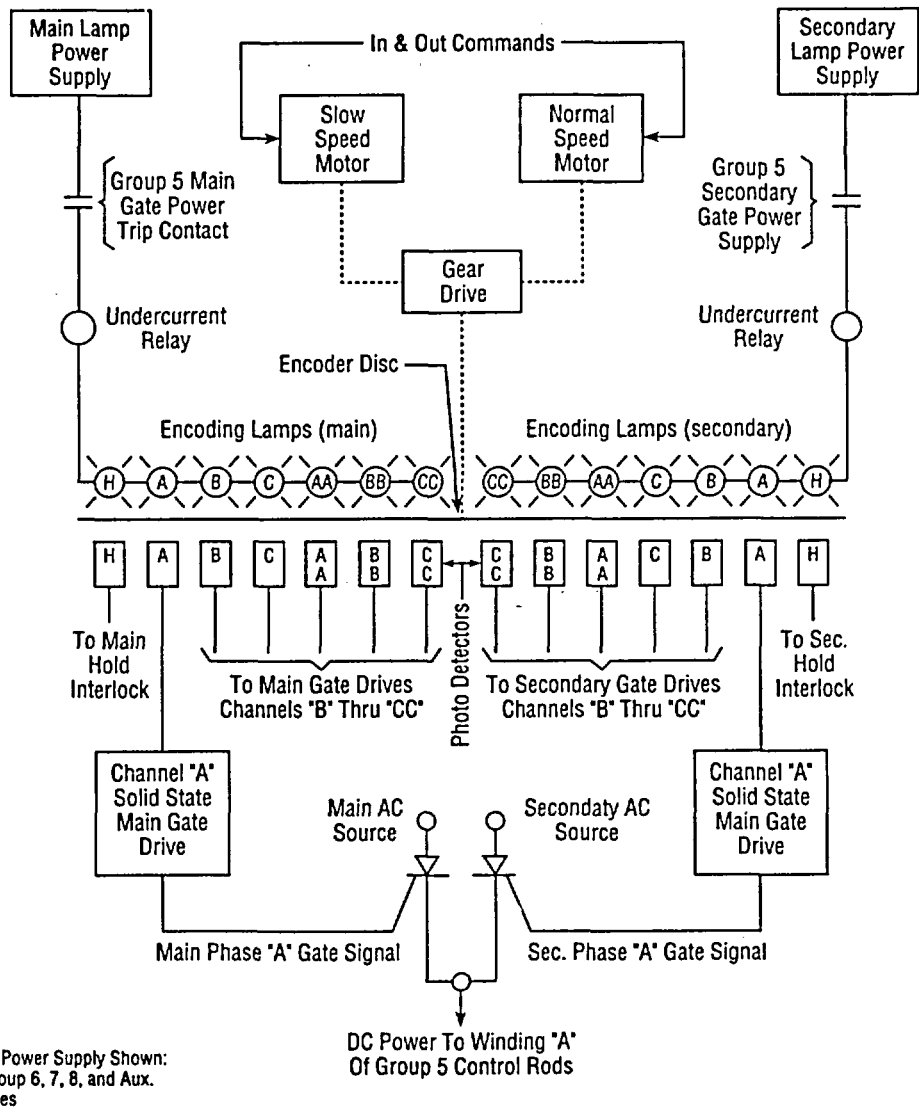 Main Lamp
Power
Supply
In & Out Commands
Secondary
Lamp Power
Supply
Slow
Speed
Motor
Normal
Speed
Motor
Group 5 Main
Gate Power
Trip Contact
Group 5
Secondary
Gate Power
Supply
Gear
Drive
Undercurrent
Relay
Undercurrent
Relay
Encoder Disc
Encoding Lamps (main)
Encoding Lamps (secondary)
H A B C AA BB CC
CC BB AA C B A H
H A B C AA BB CC
CC BB AA C B A H
To Main
Hold
Interlock
To Main Gate Drives
Channels "B" Thru "CC"
Photo Detectors
To Secondary Gate Drives
Channels "B" Thru "CC"
To Sec.
Hold
Interlock
Channel "A"
Solid State
Main Gate
Drive
Main AC
Source
Secondaty AC
Source
Channel "A"
Solid State
Main Gate
Drive
Main Phase "A" Gate Signal
Sec. Phase "A" Gate Signal
DC Power To Winding "A"
Of Group 5 Control Rods
Power Supply Shown:
oup 6, 7, 8, and Aux.
es